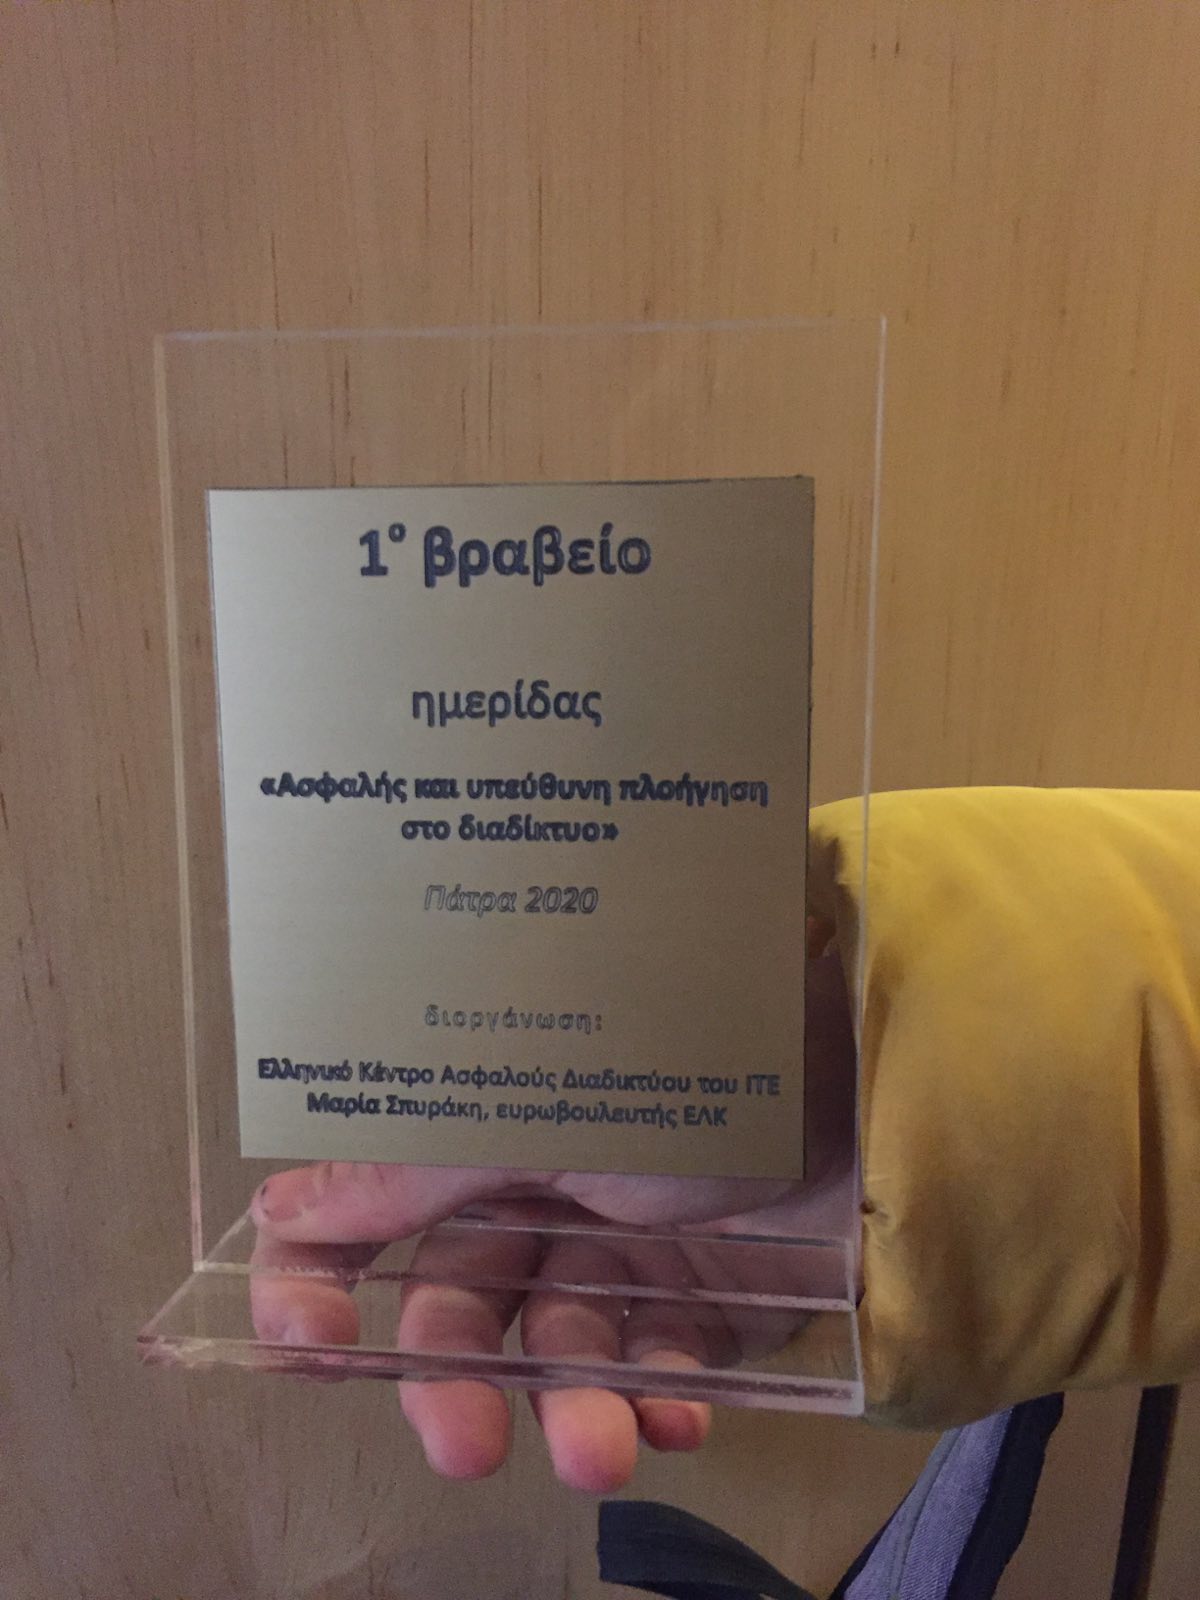 1º βραβείο
ημερίδας
«Ασφαλής και υπεύθυνη πλοήγηση
στο διαδίκτυο»
Πάτρα 2020
διοργάνωση:
Ελληνικό Κέντρο Ασφαλούς Διαδικτύου του ΙΤΕ
Μαρία Σπυράκη, ευρωβουλευτής ΕΛΚ